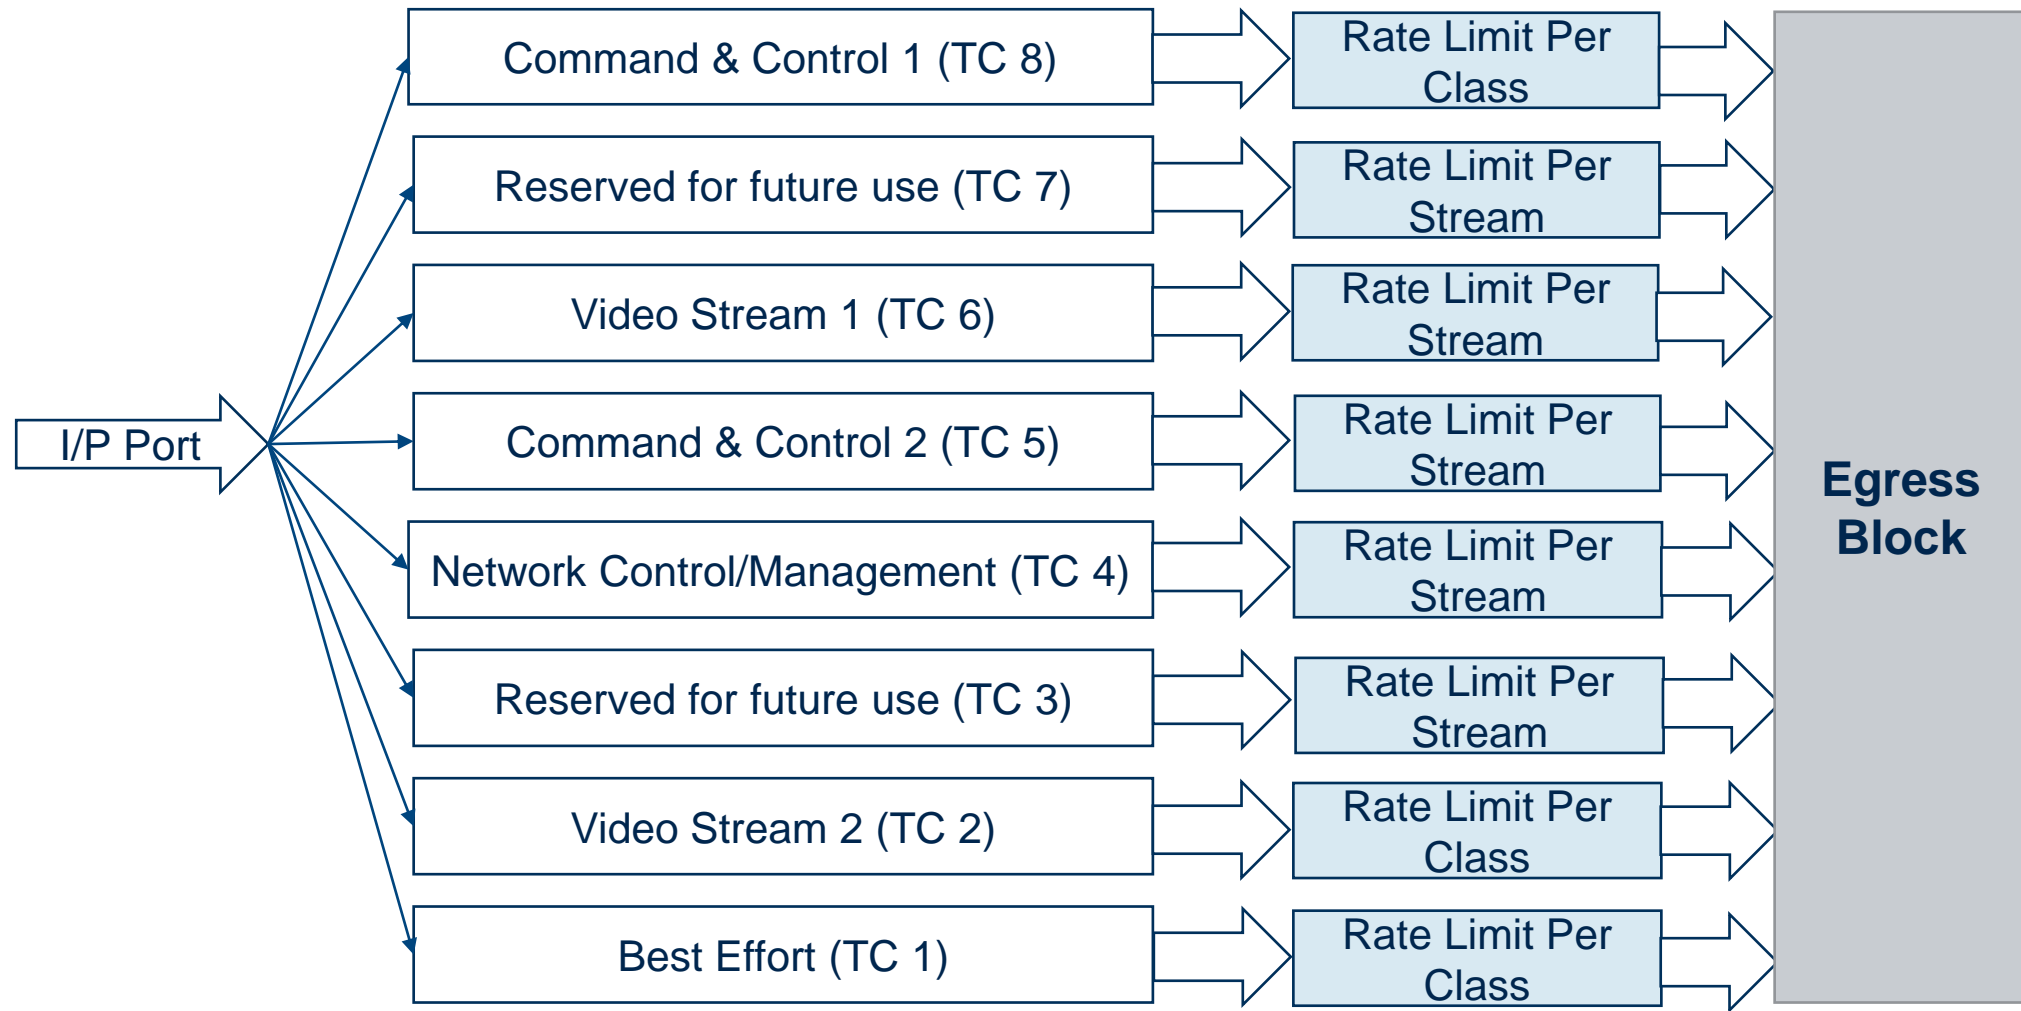 Command & Control 1 (TC 8)
Rate Limit Per
Class
Reserved for future use (TC 7)
Rate Limit Per
Stream
Video Stream 1 (TC 6)
Rate Limit Per
Stream
I/P Port
Command & Control 2 (TC 5)
Rate Limit Per
Stream
Egress
Block
Network Control/Management (TC 4)
Rate Limit Per
Stream
Reserved for future use (TC 3)
Rate Limit Per
Stream
Video Stream 2 (TC 2)
Rate Limit Per
Class
Best Effort (TC 1)
Rate Limit Per
Class